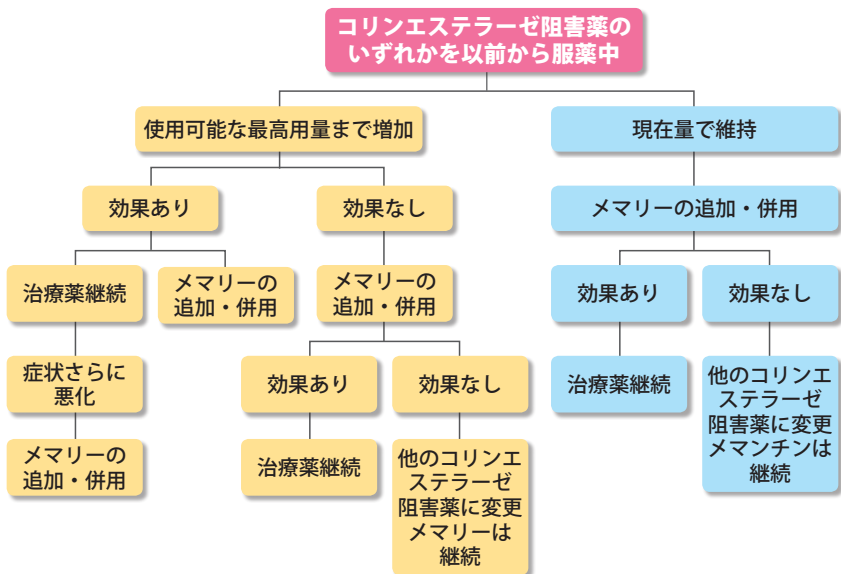 コリンエステラーゼ阻害薬の
いずれかを以前から服薬中
使用可能な最高用量まで増加
現在量で維持
効果あり
効果なし
メマリーの追加・併用
治療薬継続
メマリーの
追加・併用
メマリーの
追加・併用
効果あり
効果なし
症状さらに
悪化
効果あり
効果なし
治療薬継続
他のコリンエ
ステラーゼ
阻害薬に変更
メマンチンは
継続
メマリーの
追加・併用
治療薬継続
他のコリンエ
ステラーゼ
阻害薬に変更
メマリーは
継続